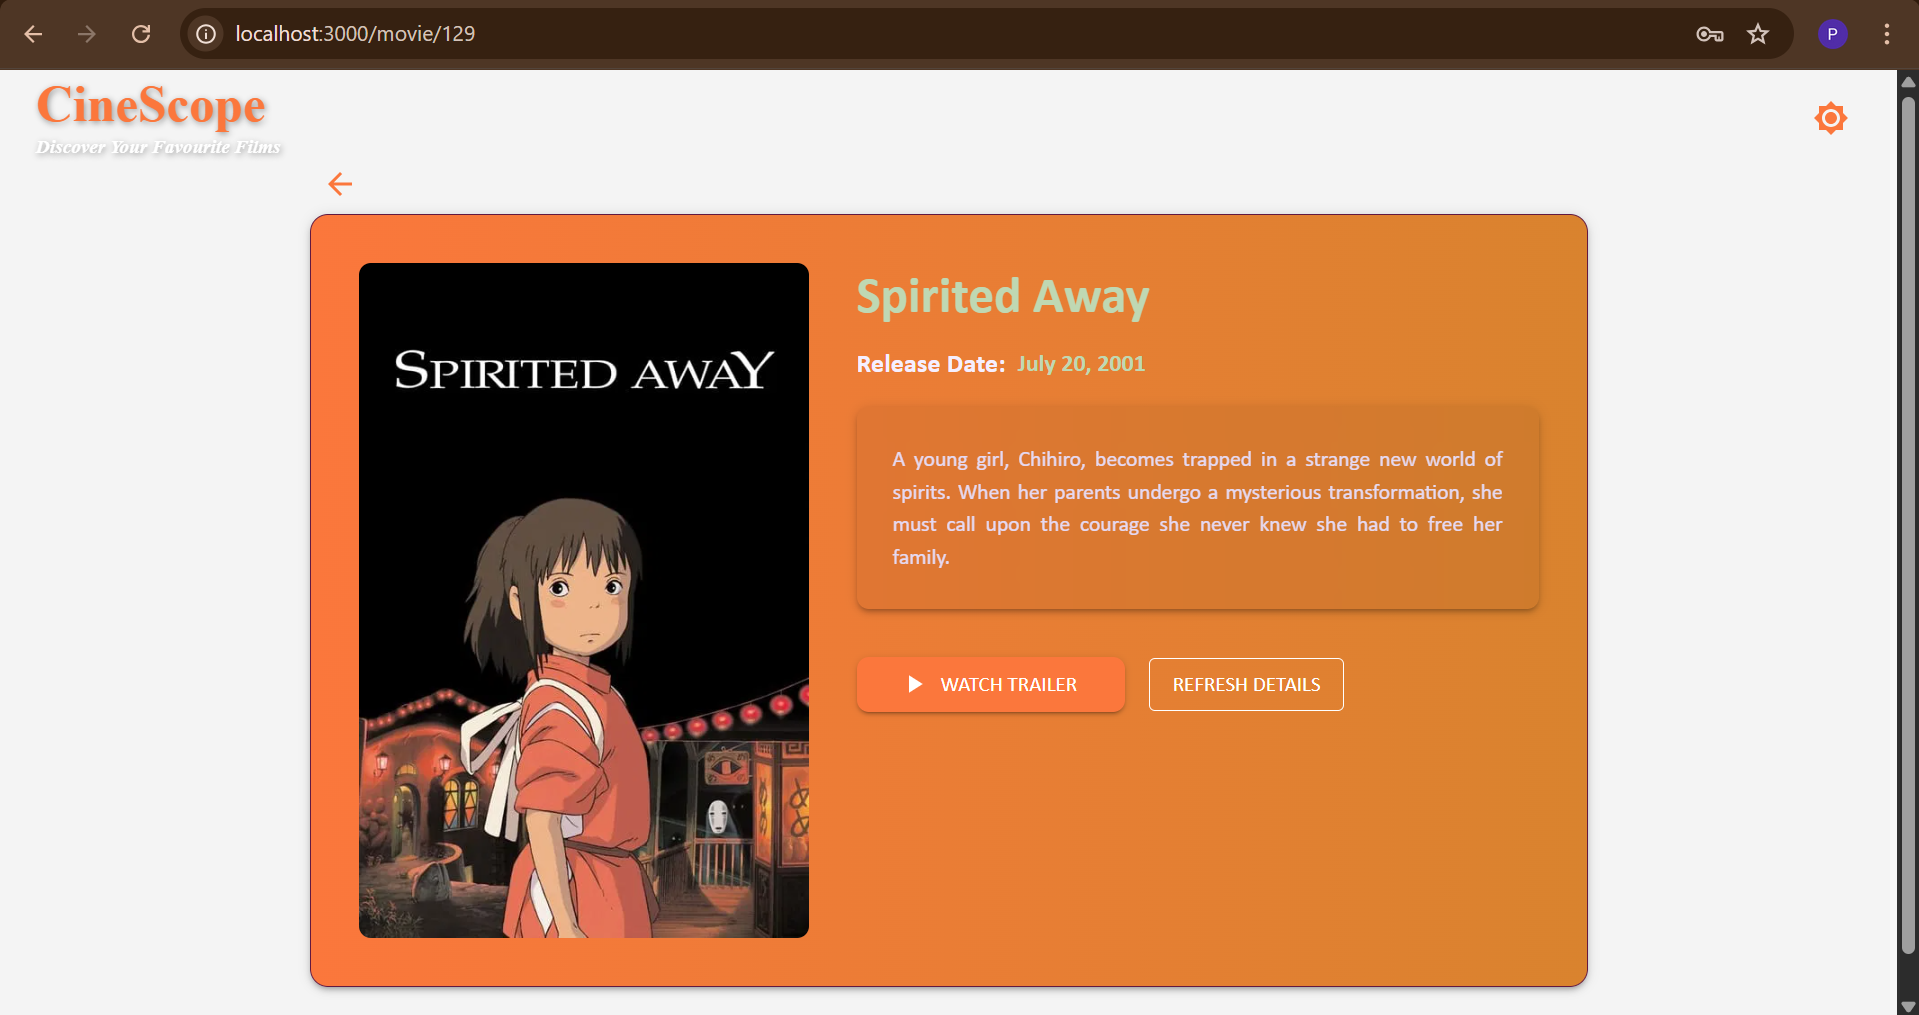 localhost:3000/movie/129
P
CineScope
Discover Your Favourite Films
SPIRITED AWAY
Spirited Away
Release Date: July 20, 2001
A young girl, Chihiro, becomes trapped in a strange new world of
spirits. When her parents undergo a mysterious transformation, she
must call upon the courage she never knew she had to free her
family.
WATCH TRAILER
REFRESH DETAILS